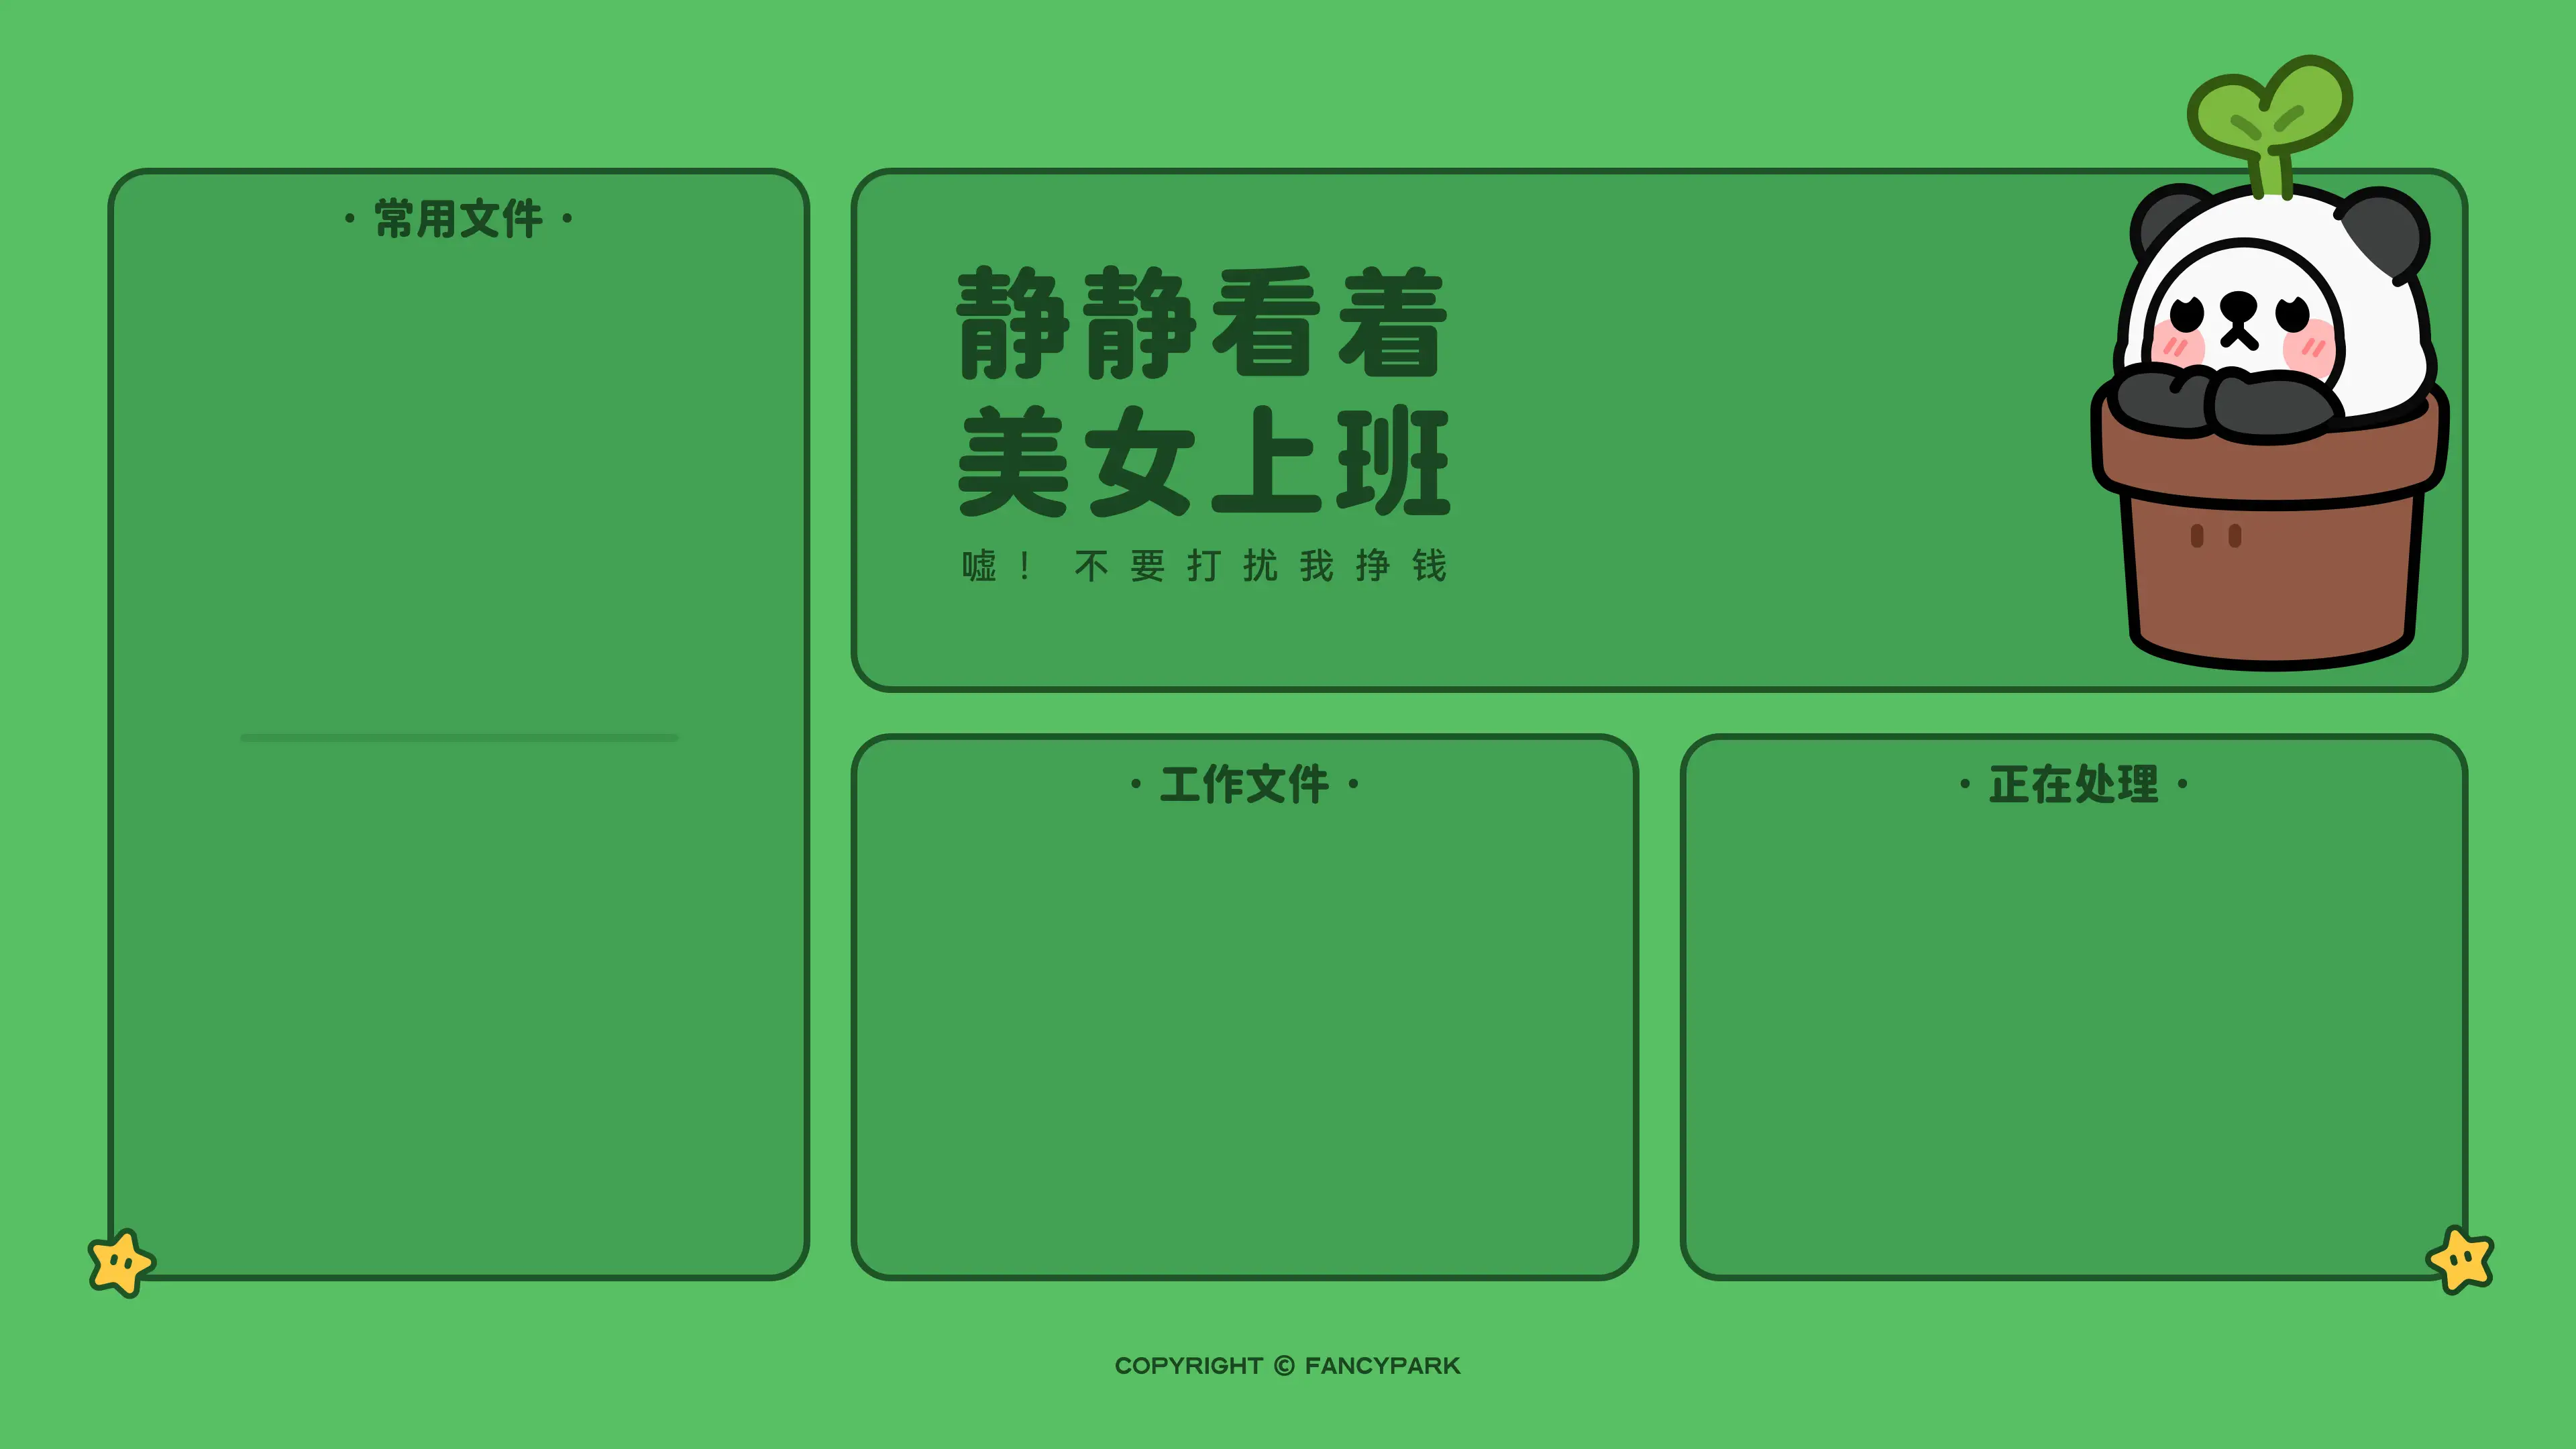 · 常用文件 ·
静静看着
美女上班
嘘！ 不要打扰我挣钱
· 工作文件 ·
· 正在处理 ·
COPYRIGHT © FANCYPARK